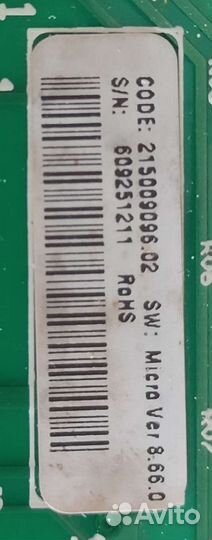 CODE: 215009096.02 SW: Micro Ver 8.66.0
S/N: 609251211 RoHS
Avito